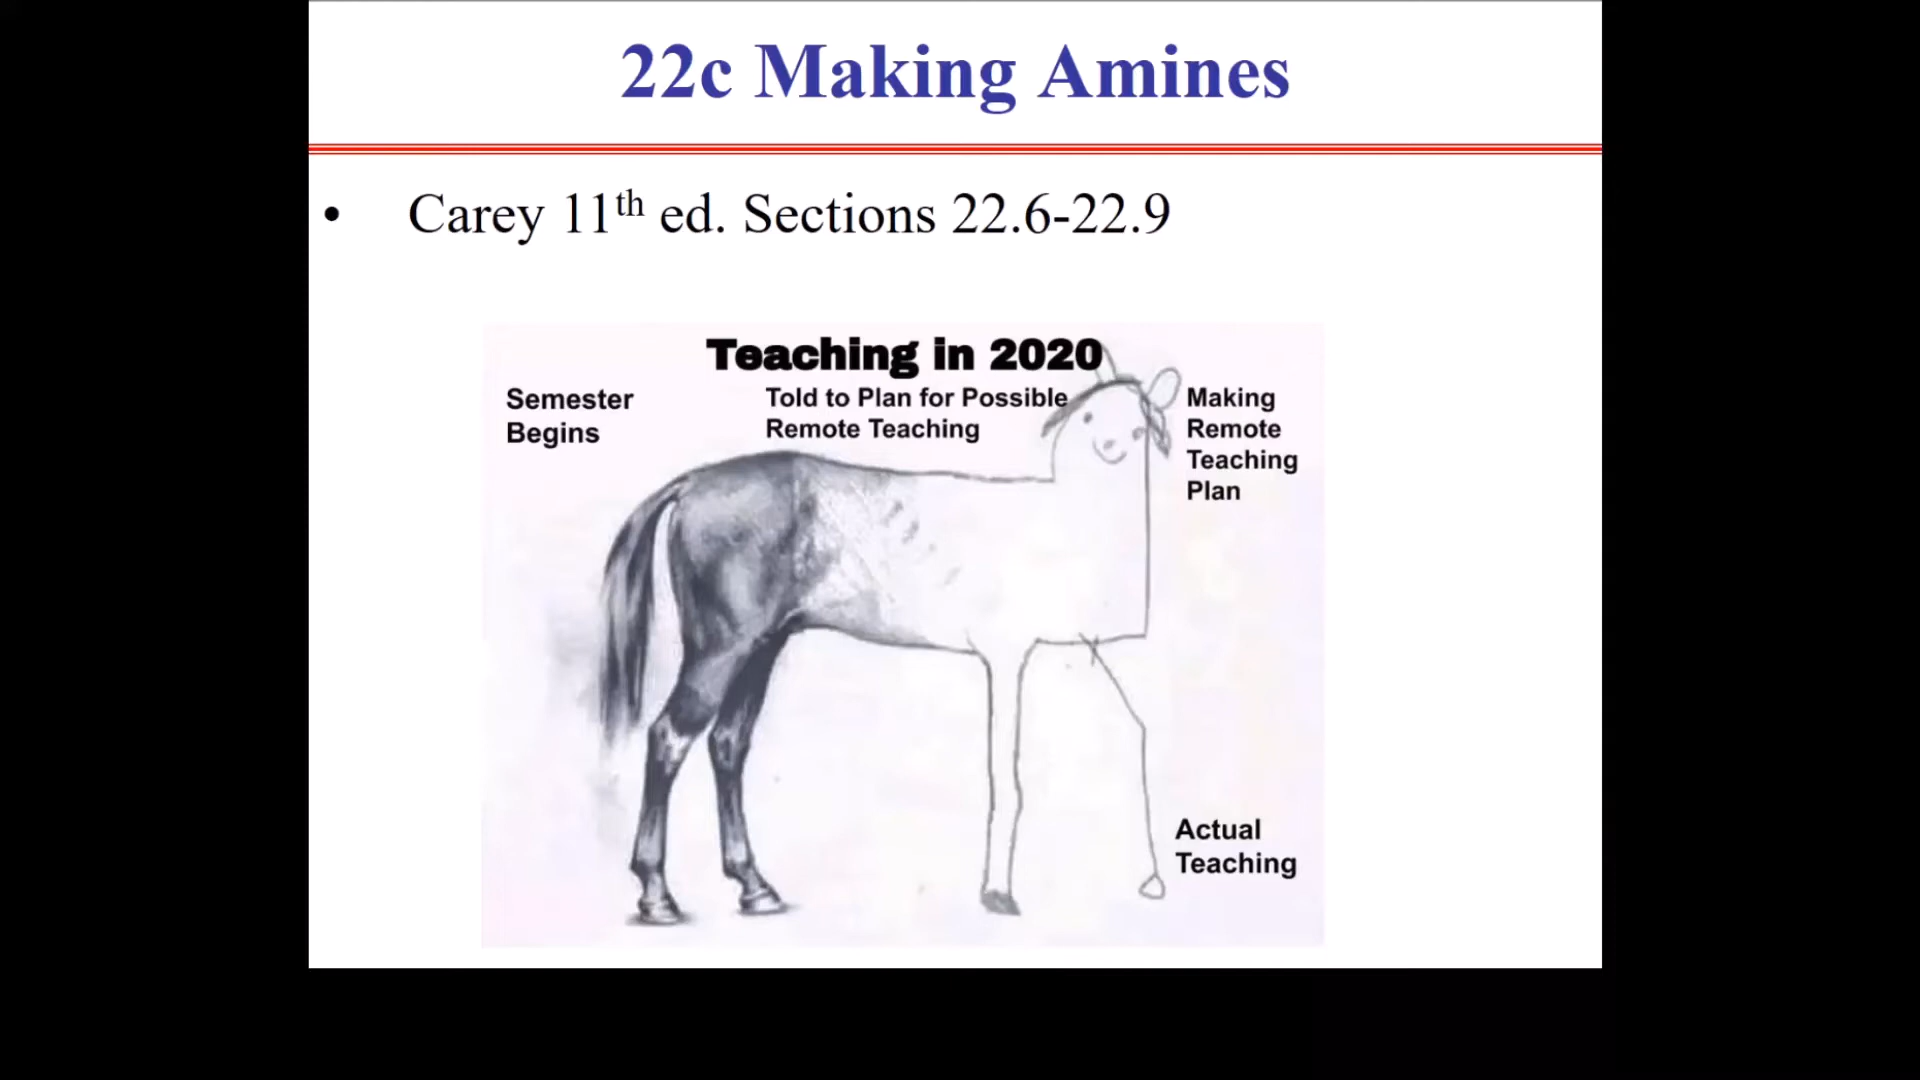 22c Making Amines
• Carey 11th ed. Sections 22.6-22.9
Teaching in 2020
Semester
Begins
Told to Plan for Possible
Remote Teaching
Making
Remote
Teaching
Plan
Actual
Teaching